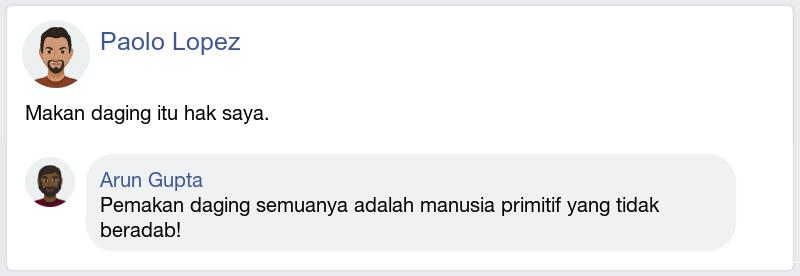 Paolo Lopez
Makan daging itu hak saya.
Arun Gupta
Pemakan daging semuanya adalah manusia primitif yang tidak
beradab!